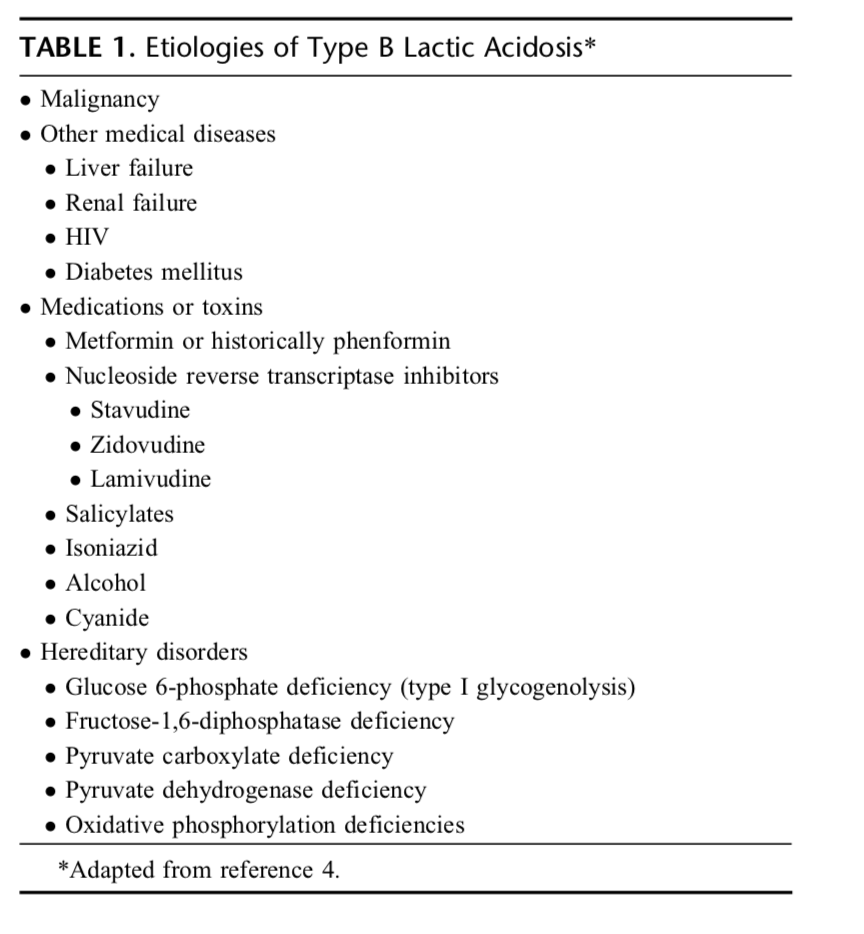 TABLE 1. Etiologies of Type B Lactic Acidosis*
• Malignancy
• Other medical diseases
• Liver failure
• Renal failure
• HIV
• Diabetes mellitus
• Medications or toxins
• Metformin or historically phenformin
• Nucleoside reverse transcriptase inhibitors
• Stavudine
• Zidovudine
• Lamivudine
• Salicylates
• Isoniazid
• Alcohol
• Cyanide
• Hereditary disorders
• Glucose 6-phosphate deficiency (type I glycogenolysis)
• Fructose-1,6-diphosphatase deficiency
• Pyruvate carboxylate deficiency
• Pyruvate dehydrogenase deficiency
• Oxidative phosphorylation deficiencies
*Adapted from reference 4.